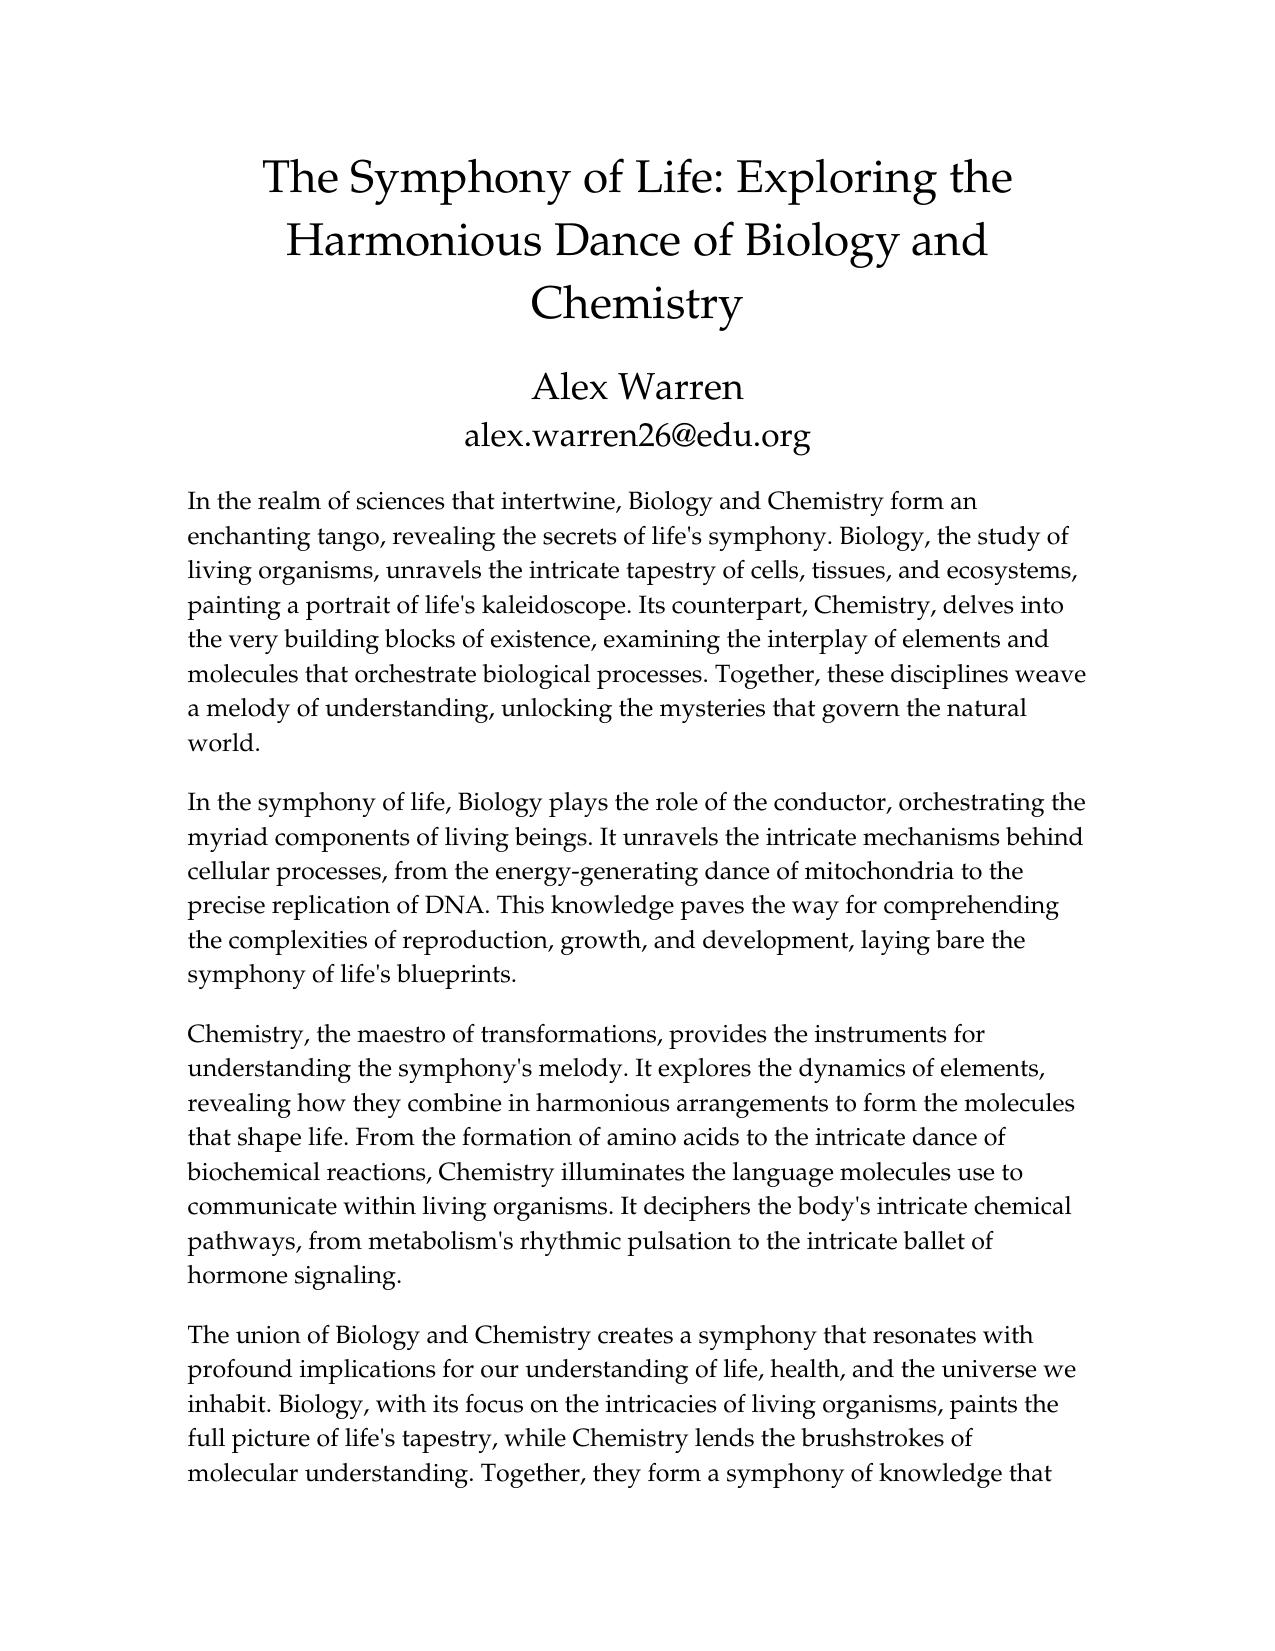 The Symphony of Life: Exploring the
Harmonious Dance of Biology and
Chemistry
Alex Warren
alex.warren26@edu.org
In the realm of sciences that intertwine, Biology and Chemistry form an
enchanting tango, revealing the secrets of life's symphony. Biology, the study of
living organisms, unravels the intricate tapestry of cells, tissues, and ecosystems,
painting a portrait of life's kaleidoscope. Its counterpart, Chemistry, delves into
the very building blocks of existence, examining the interplay of elements and
molecules that orchestrate biological processes. Together, these disciplines weave
a melody of understanding, unlocking the mysteries that govern the natural
world.
In the symphony of life, Biology plays the role of the conductor, orchestrating the
myriad components of living beings. It unravels the intricate mechanisms behind
cellular processes, from the energy-generating dance of mitochondria to the
precise replication of DNA. This knowledge paves the way for comprehending
the complexities of reproduction, growth, and development, laying bare the
symphony of life's blueprints.
Chemistry, the maestro of transformations, provides the instruments for
understanding the symphony's melody. It explores the dynamics of elements,
revealing how they combine in harmonious arrangements to form the molecules
that shape life. From the formation of amino acids to the intricate dance of
biochemical reactions, Chemistry illuminates the language molecules use to
communicate within living organisms. It deciphers the body's intricate chemical
pathways, from metabolism's rhythmic pulsation to the intricate ballet of
hormone signaling.
The union of Biology and Chemistry creates a symphony that resonates with
profound implications for our understanding of life, health, and the universe we
inhabit. Biology, with its focus on the intricacies of living organisms, paints the
full picture of life's tapestry, while Chemistry lends the brushstrokes of
molecular understanding. Together, they form a symphony of knowledge that